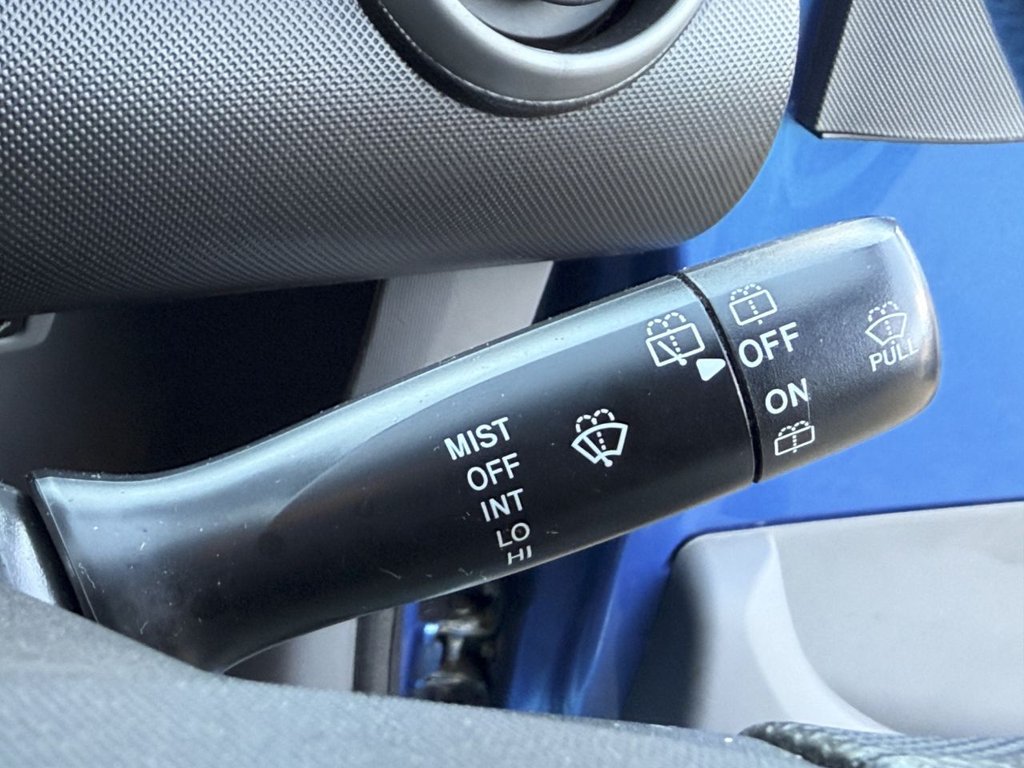 MIST
OFF
INT
LO
HI
OFF
ON
PULL